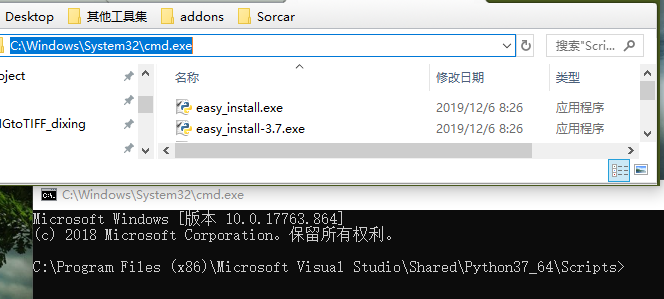 Desktop 其他工具集 addons Sorcar
C:\Windows\System32\cmd.exe 搜索"Scri...
oject 名称 修改日期 类型
easy_install.exe 2019/12/6 8:26 应用程序
IGtoTIFF_dixing easy_install-3.7.exe 2019/12/6 8:26 应用程序
C:\Windows\System32\cmd.exe
Microsoft Windows [版本 10.0.17763.864]
(c) 2018 Microsoft Corporation。保留所有权利。
C:\Program Files (x86)\Microsoft Visual Studio\Shared\Python37_64\Scripts>